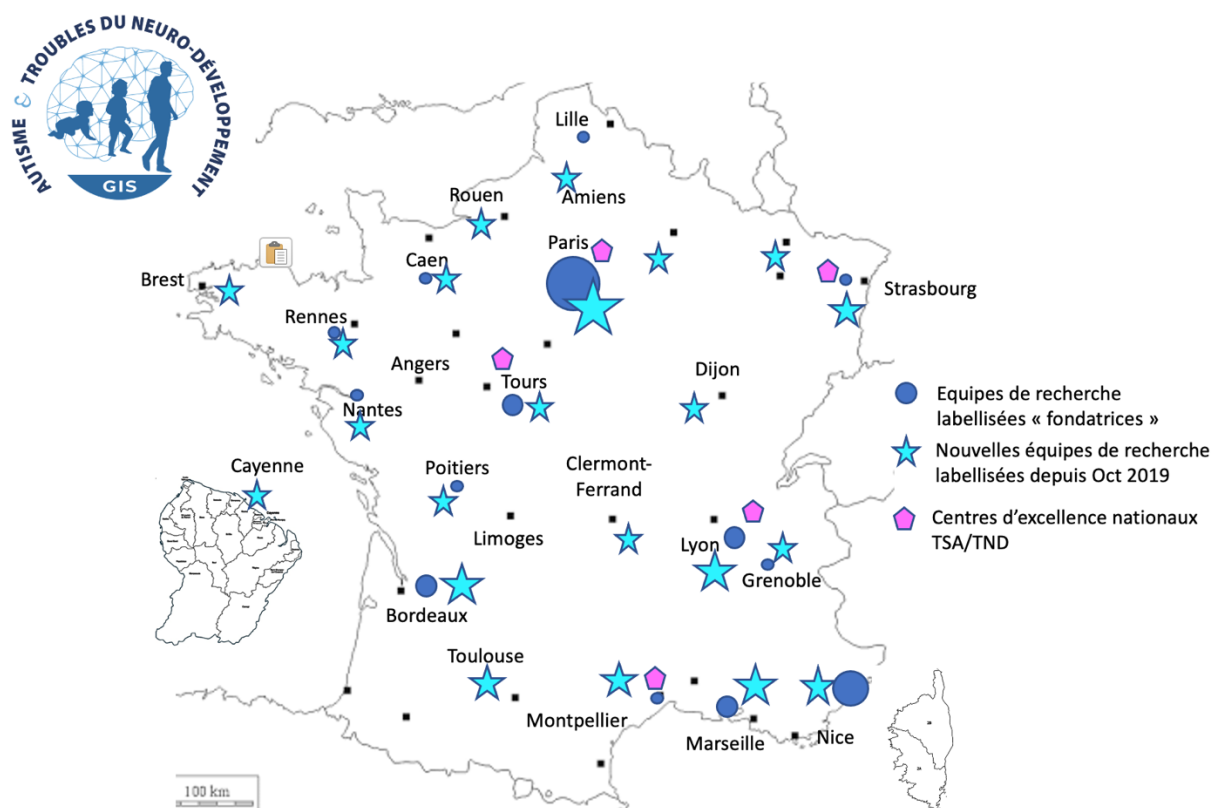 AUTISME & TROUBLES DU NEURO-DÉVELOPPEMENT
GIS
Lille
Amiens
Rouen
Paris
Caen
Brest
Strasbourg
Rennes
Angers
Tours
Dijon
Nantes
Cayenne
Poitiers
Clermont-
Ferrand
Limoges
Lyon
Grenoble
Bordeaux
Toulouse
Montpellier
Marseille
Nice
Equipes de recherche
labellisées « fondatrices »
Nouvelles équipes de recherche
labellisées depuis Oct 2019
Centres d’excellence nationaux
TSA/TND
100 km